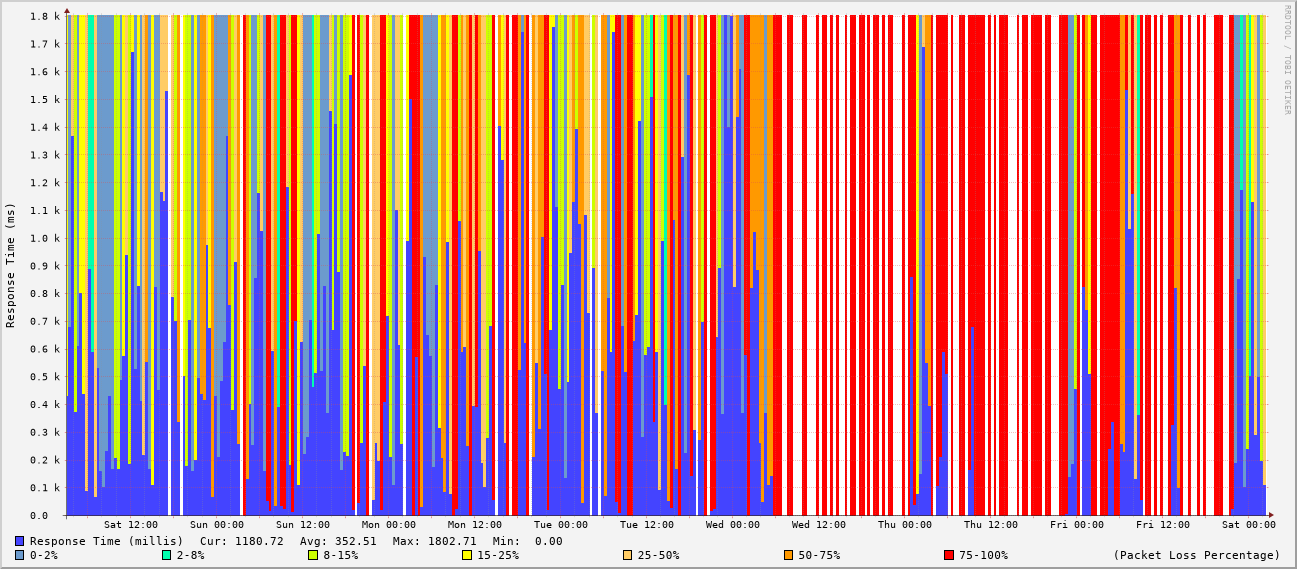 RRDTOOL / TOBI OETIKER
Response Time (ms)
1.8 k
1.7 k
1.6 k
1.5 k
1.4 k
1.3 k
1.2 k
1.1 k
1.0 k
0.9 k
0.8 k
0.7 k
0.6 k
0.5 k
0.4 k
0.3 k
0.2 k
0.1 k
0.0
Sat 12:00 Sun 00:00 Sun 12:00 Mon 00:00 Mon 12:00 Tue 00:00 Tue 12:00 Wed 00:00 Wed 12:00 Thu 00:00 Thu 12:00 Fri 00:00 Fri 12:00 Sat 00:00
Response Time (millis) Cur: 1180.72 Avg: 352.51 Max: 1802.71 Min: 0.00
0-2% 2-8% 8-15% 15-25% 25-50% 50-75% 75-100% (Packet Loss Percentage)